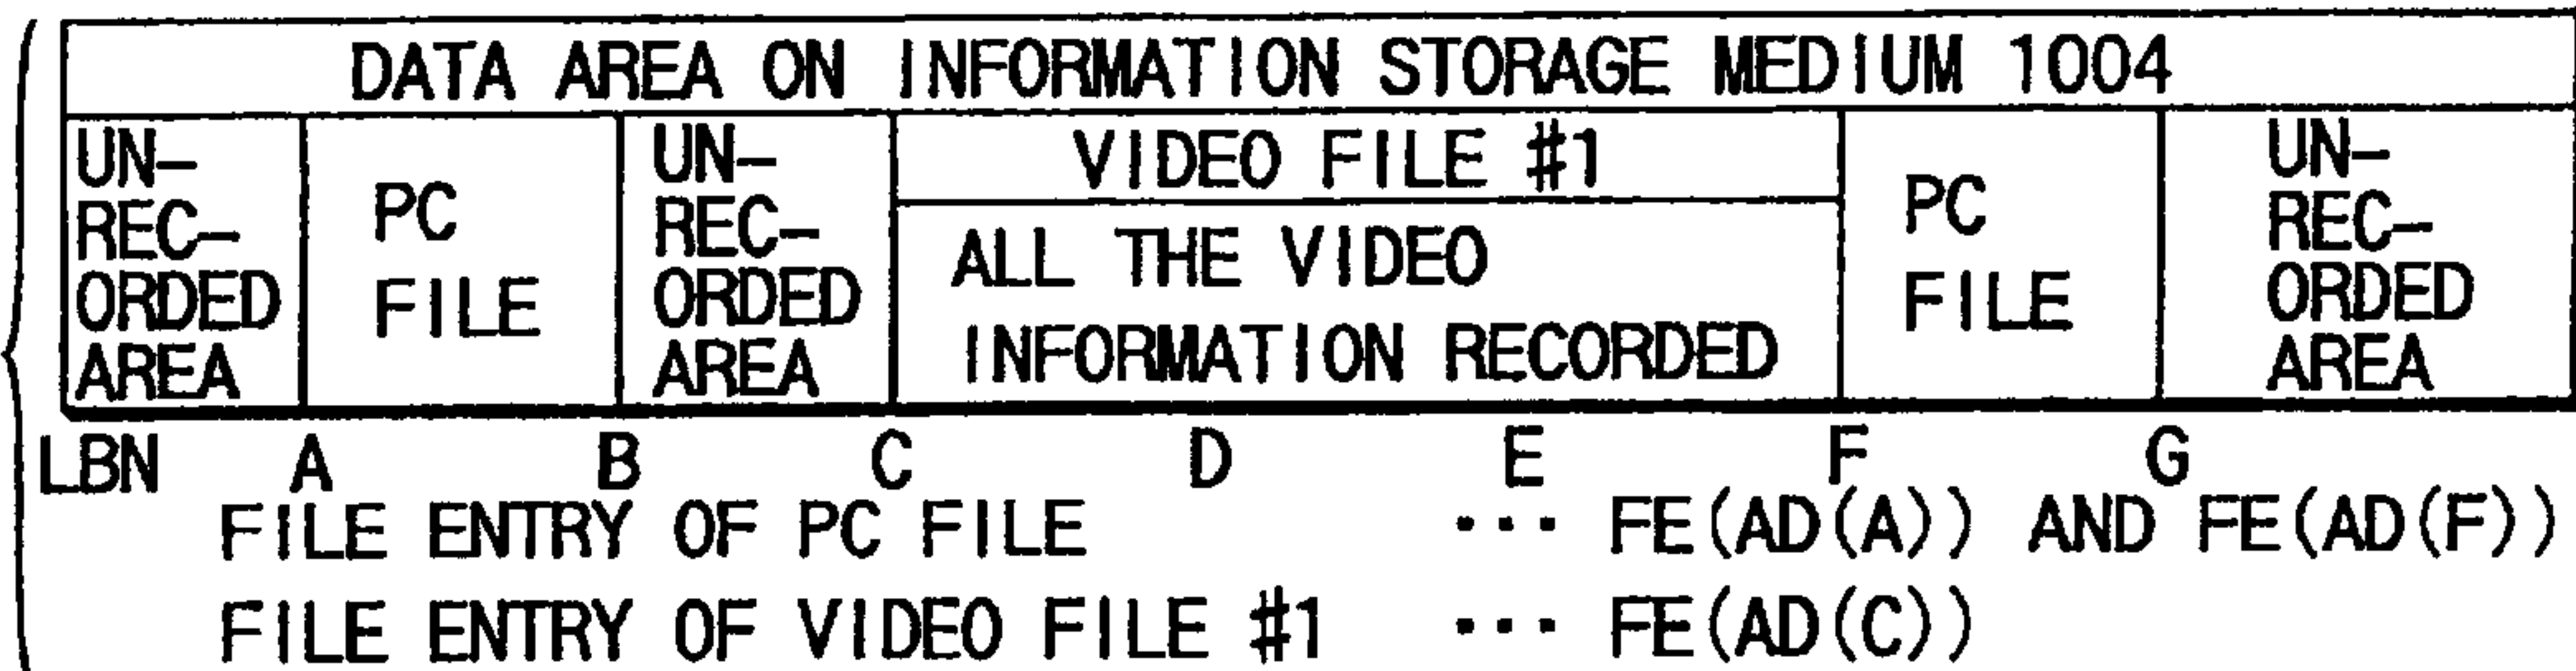 DATA AREA ON INFORMATION STORAGE MEDIUM 1004
UN-
REC-
ORDED
AREA
PC
FILE
UN-
REC-
ORDED
AREA
VIDEO FILE #1
ALL THE VIDEO
INFORMATION RECORDED
PC
FILE
UN-
REC-
ORDED
AREA
LBN A B C D E F G
FILE ENTRY OF PC FILE ··· FE(AD(A)) AND FE(AD(F))
FILE ENTRY OF VIDEO FILE #1 ··· FE(AD(C))